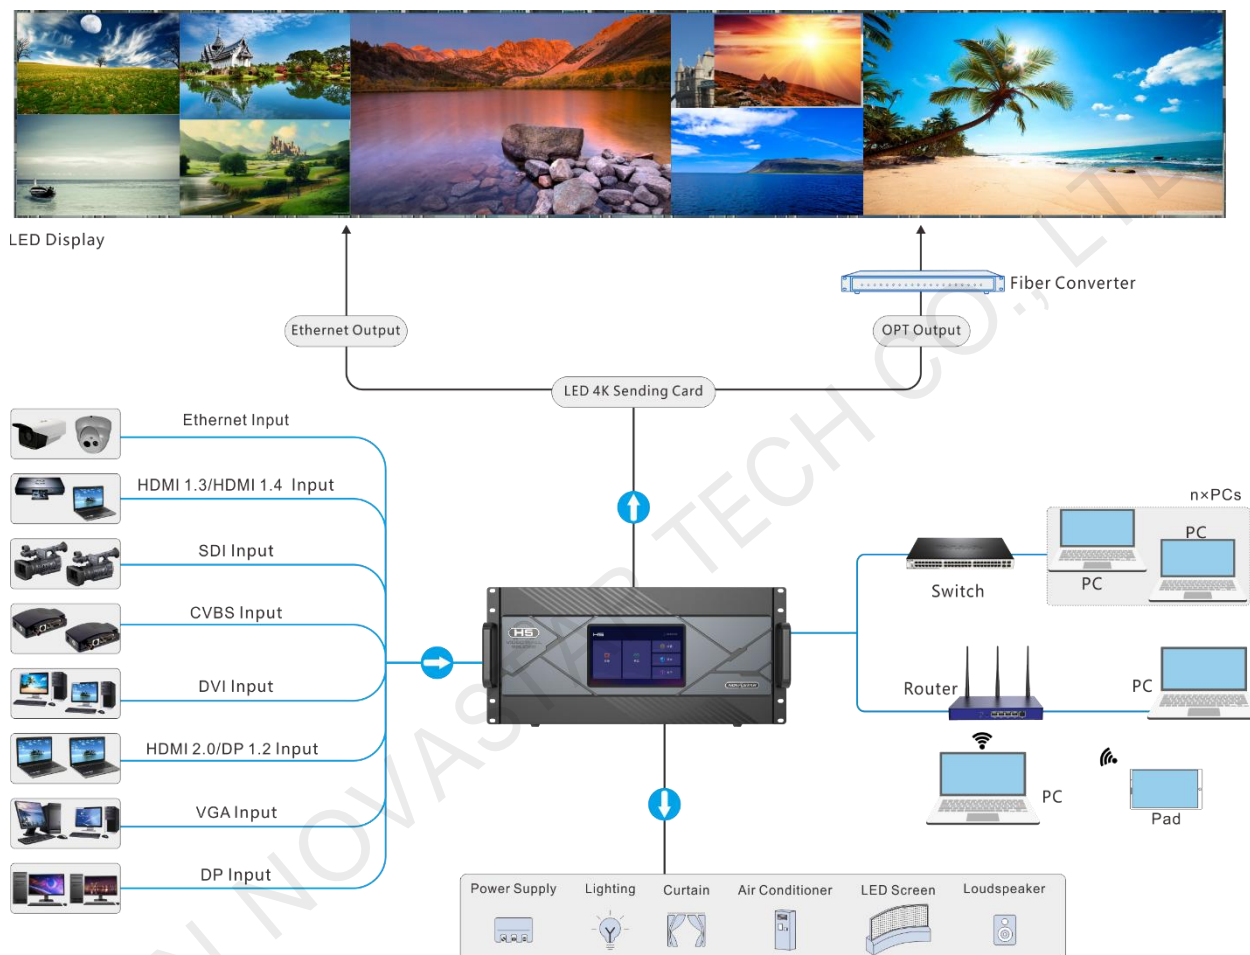 LED Display
Fiber Converter
Ethernet Output
OPT Output
LED 4K Sending Card
Ethernet Input
HDMI 1.3/HDMI 1.4 Input
SDI Input
CVBS Input
DVI Input
HDMI 2.0/DP 1.2 Input
VGA Input
DP Input
H5
H5
NOVASTAR
n×PCs
PC
PC
Switch
Router
PC
PC
Pad
Power Supply
Lighting
Curtain
Air Conditioner
LED Screen
Loudspeaker
N NOVASTAR TECH CO., LTD